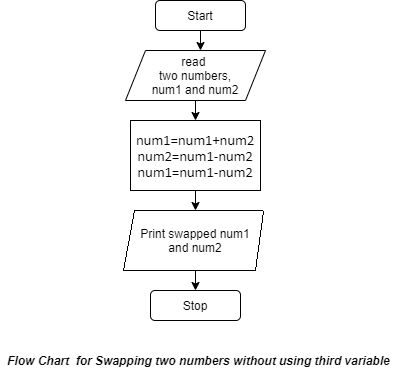 Start
read
two numbers,
num1 and num2
num1=num1+num2
num2=num1-num2
num1=num1-num2
Print swapped num1
and num2
Stop
Flow Chart  for Swapping two numbers without using third variable